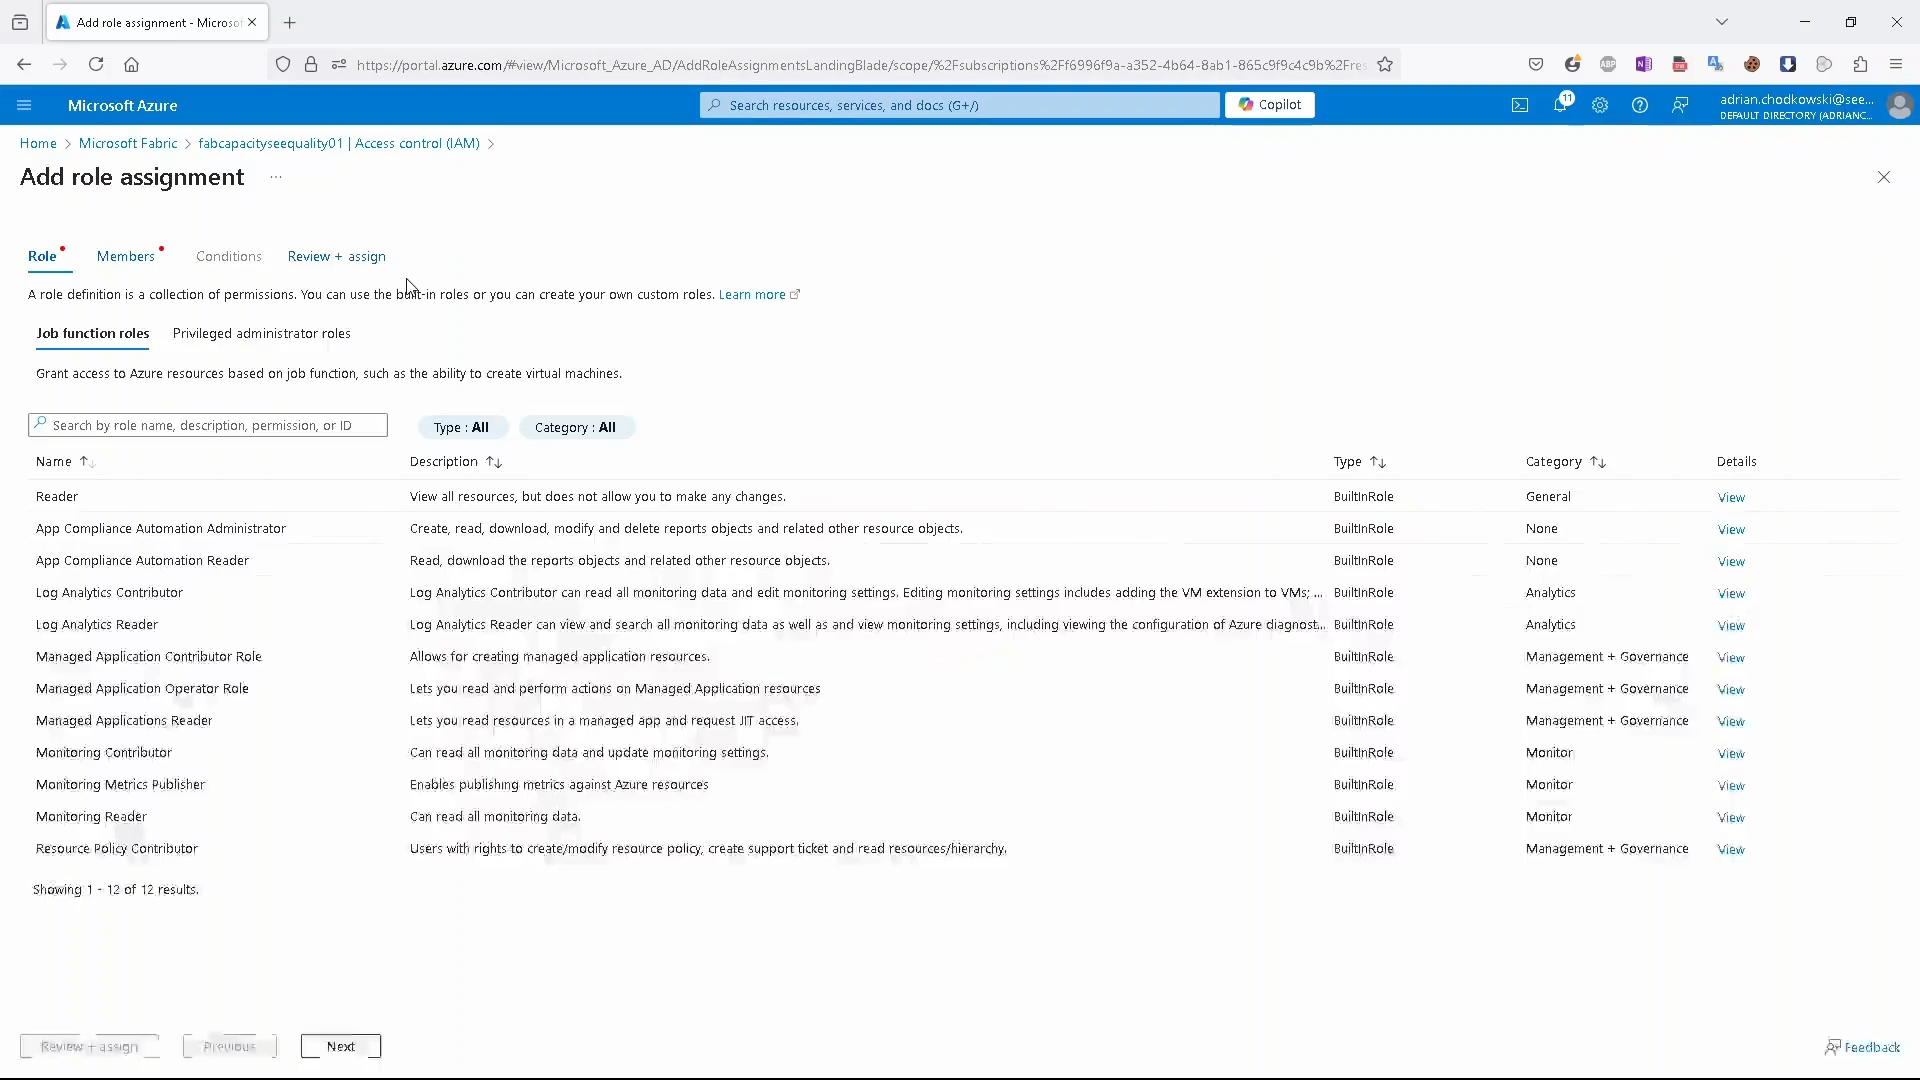 Add role assignment - Microsof
https://portal.azure.com/#view/Microsoft_Azure_AD/AddRoleAssignmentsLandingBlade/scope/%2Fsubscriptions%2Ff6996f9a-a352-4b64-8ab1-865c9f9c4c9b%2Fres
Microsoft Azure
Search resources, services, and docs (G+/)
Copilot
11
adrian.chodkowski@see...
DEFAULT DIRECTORY (ADRIANC...
Home > Microsoft Fabric > fabcapacityseequality01 | Access control (IAM) >
Add role assignment ...
Role Members Conditions Review + assign
A role definition is a collection of permissions. You can use the built-in roles or you can create your own custom roles. Learn more
Job function roles Privileged administrator roles
Grant access to Azure resources based on job function, such as the ability to create virtual machines.
Search by role name, description, permission, or ID
Type : All Category : All
Name Description Type Category Details
Reader View all resources, but does not allow you to make any changes. BuiltInRole General View
App Compliance Automation Administrator Create, read, download, modify and delete reports objects and related other resource objects. BuiltInRole None View
App Compliance Automation Reader Read, download the reports objects and related other resource objects. BuiltInRole None View
Log Analytics Contributor Log Analytics Contributor can read all monitoring data and edit monitoring settings. Editing monitoring settings includes adding the VM extension to VMs; ... BuiltInRole Analytics View
Log Analytics Reader Log Analytics Reader can view and search all monitoring data as well as and view monitoring settings, including viewing the configuration of Azure diagnost... BuiltInRole Analytics View
Managed Application Contributor Role Allows for creating managed application resources. BuiltInRole Management + Governance View
Managed Application Operator Role Lets you read and perform actions on Managed Application resources BuiltInRole Management + Governance View
Managed Applications Reader Lets you read resources in a managed app and request JIT access. BuiltInRole Management + Governance View
Monitoring Contributor Can read all monitoring data and update monitoring settings. BuiltInRole Monitor View
Monitoring Metrics Publisher Enables publishing metrics against Azure resources BuiltInRole Monitor View
Monitoring Reader Can read all monitoring data. BuiltInRole Monitor View
Resource Policy Contributor Users with rights to create/modify resource policy, create support ticket and read resources/hierarchy. BuiltInRole Management + Governance View
Showing 1 - 12 of 12 results.
Review + assign Previous Next Feedback